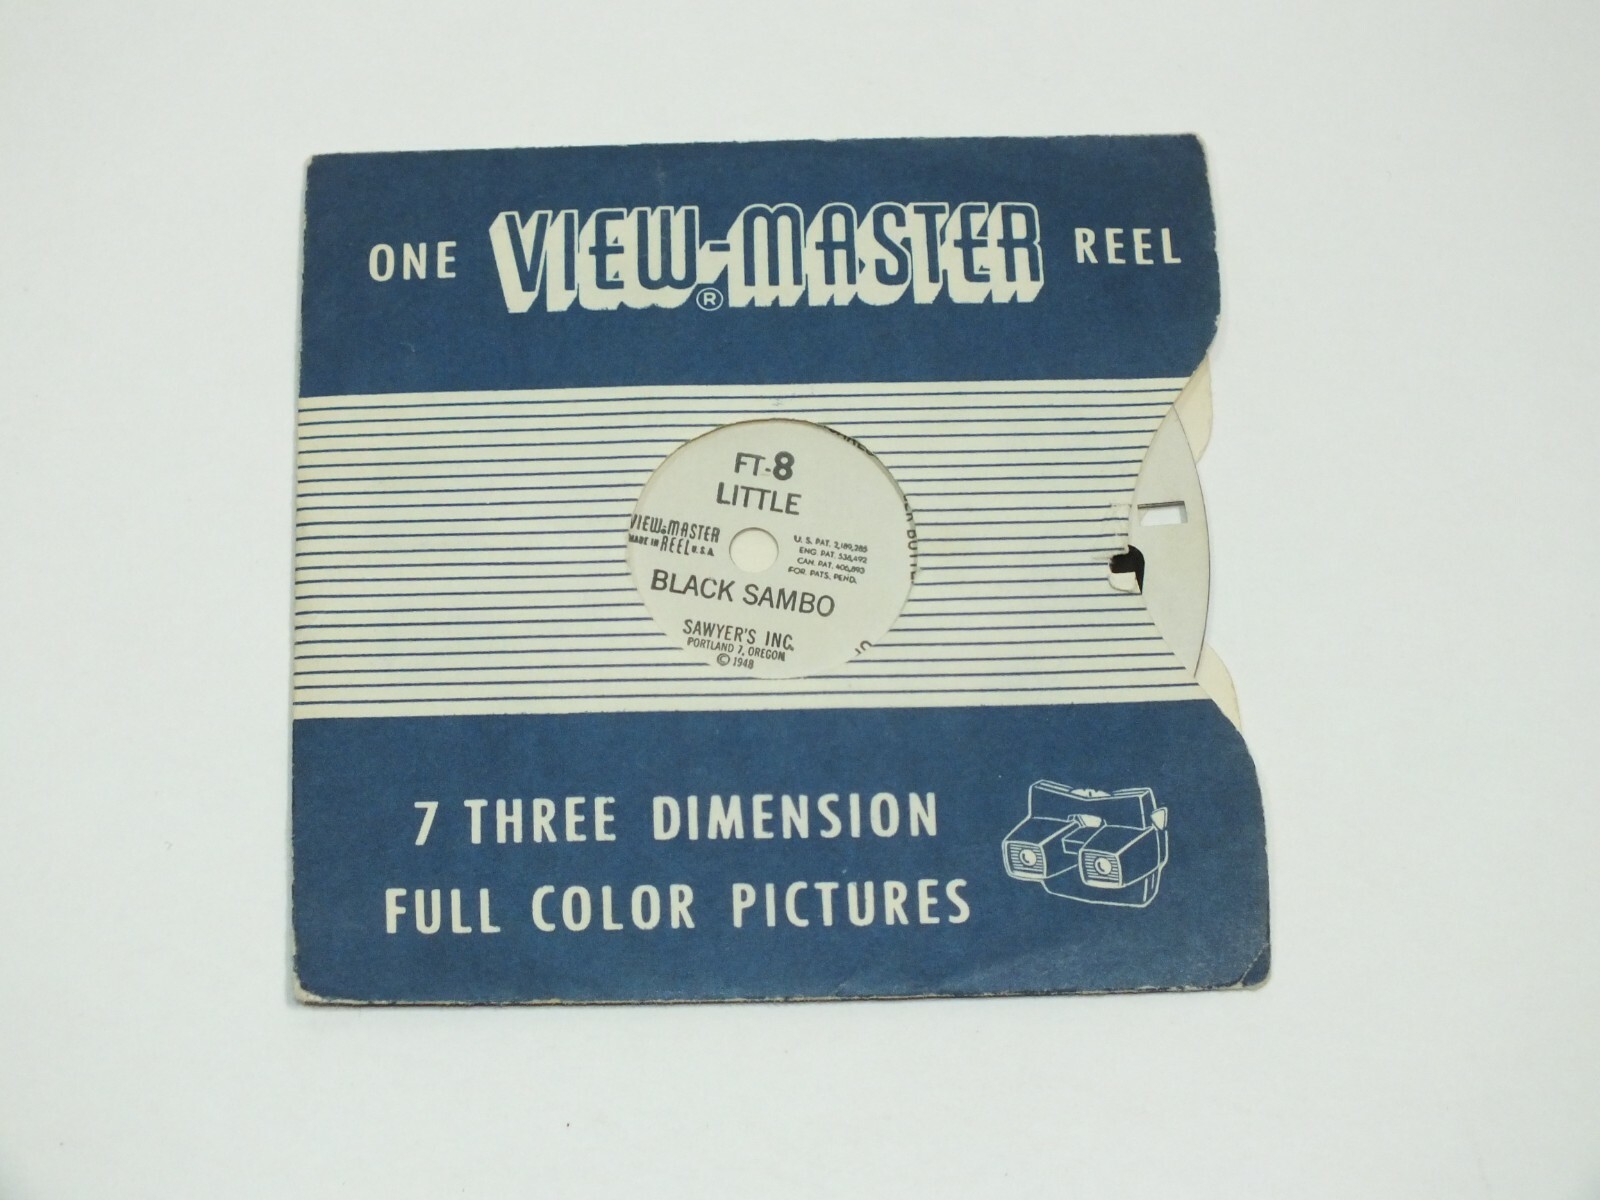 ONE VIEW-MASTER® REEL
FT-8
LITTLE
VIEW-MASTER
MADE IN REEL U.S.A.
U. S. PAT. 2,189,285
ENG. PAT. 538,492
CAN. PAT. 406,893
FOR. PATS. PEND.
BLACK SAMBO
SAWYER'S INC.
PORTLAND 7, OREGON
© 1948
7 THREE DIMENSION
FULL COLOR PICTURES